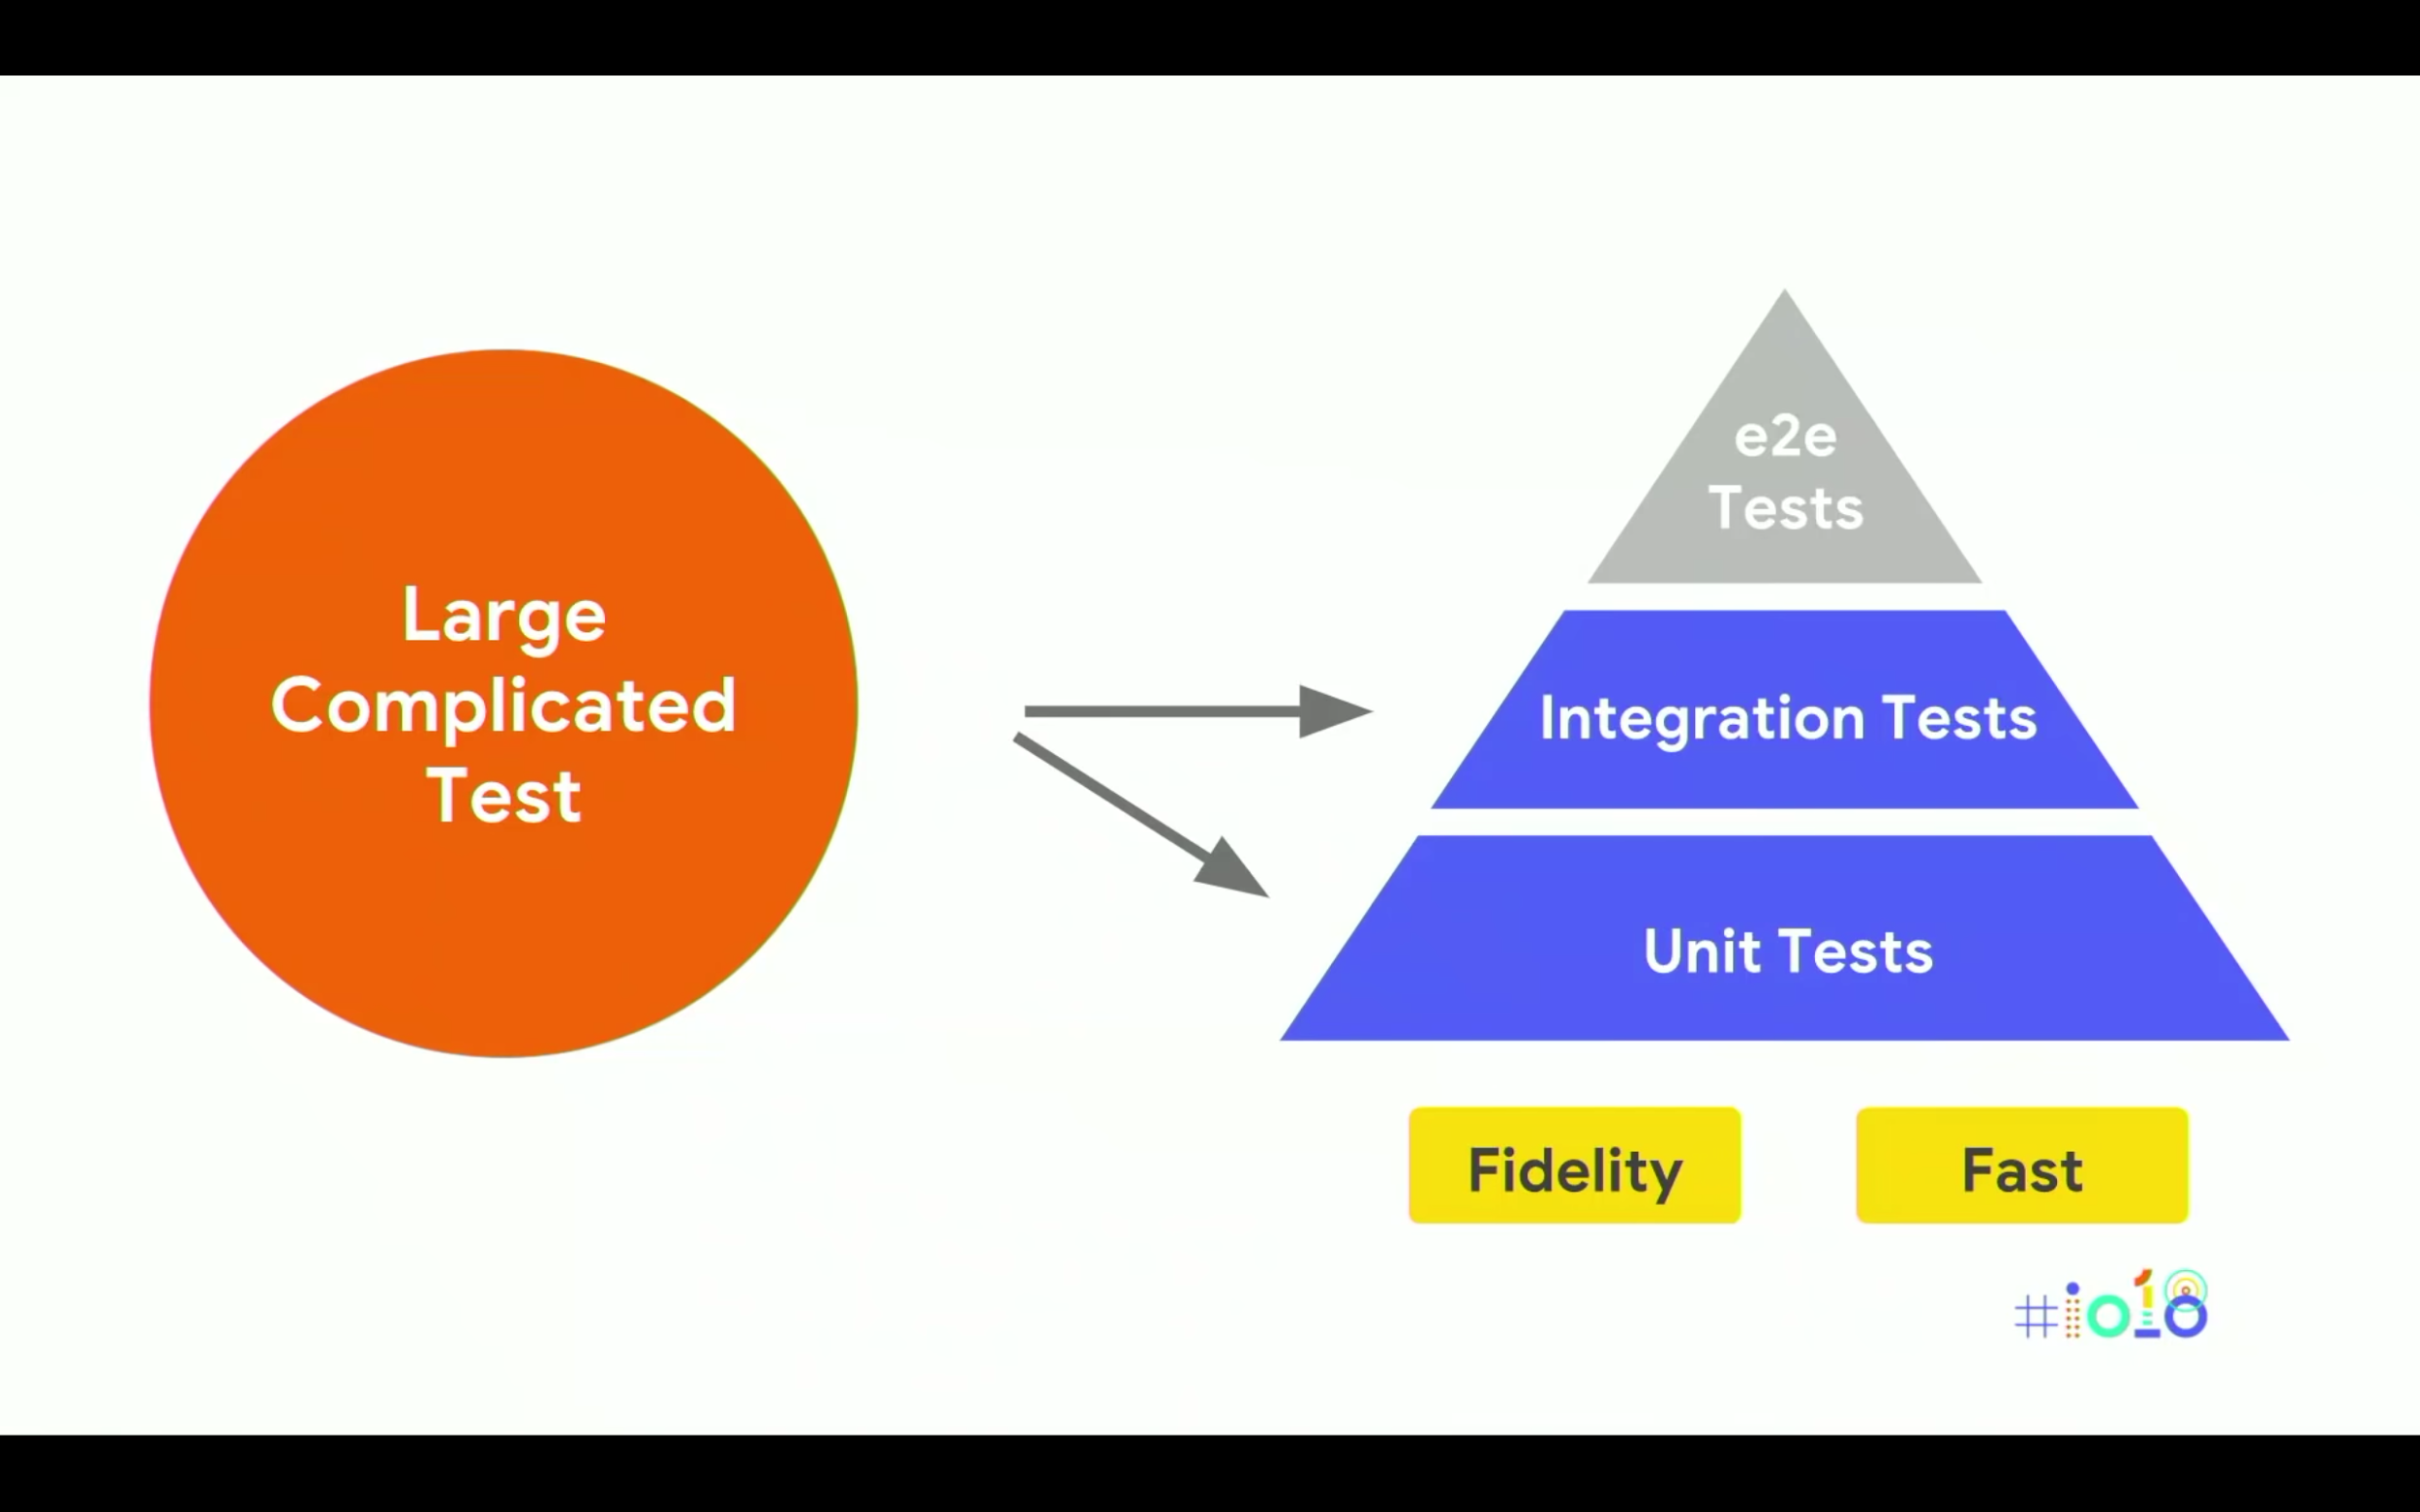 Large
Complicated
Test
e2e
Tests
Integration Tests
Unit Tests
Fidelity
Fast
#io18